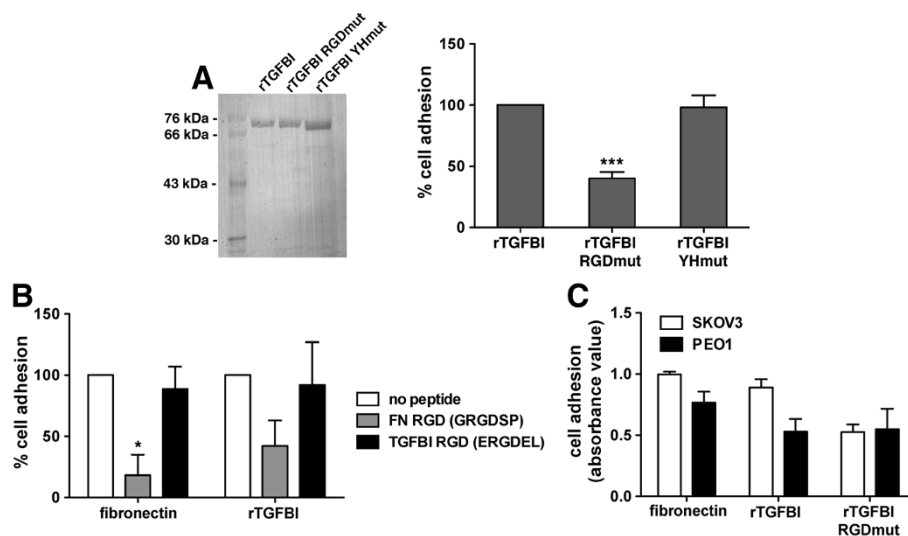 A
rTGFBI
rTGFBI RGDmut
rTGFBI YHmut
76 kDa -
66 kDa
43 kDa -
30 kDa -
% cell adhesion
150
100
50
0
***
rTGFBI
rTGFBI RGDmut
rTGFBI YHmut
B
% cell adhesion
150
100
50
0
*
fibronectin
rTGFBI
no peptide
FN RGD (GRGDSP)
TGFBI RGD (ERGDEL)
C
cell adhesion
(absorbance value)
1.5
1.0
0.5
0.0
SKOV3
PEO1
fibronectin
rTGFBI
rTGFBI
RGDmut